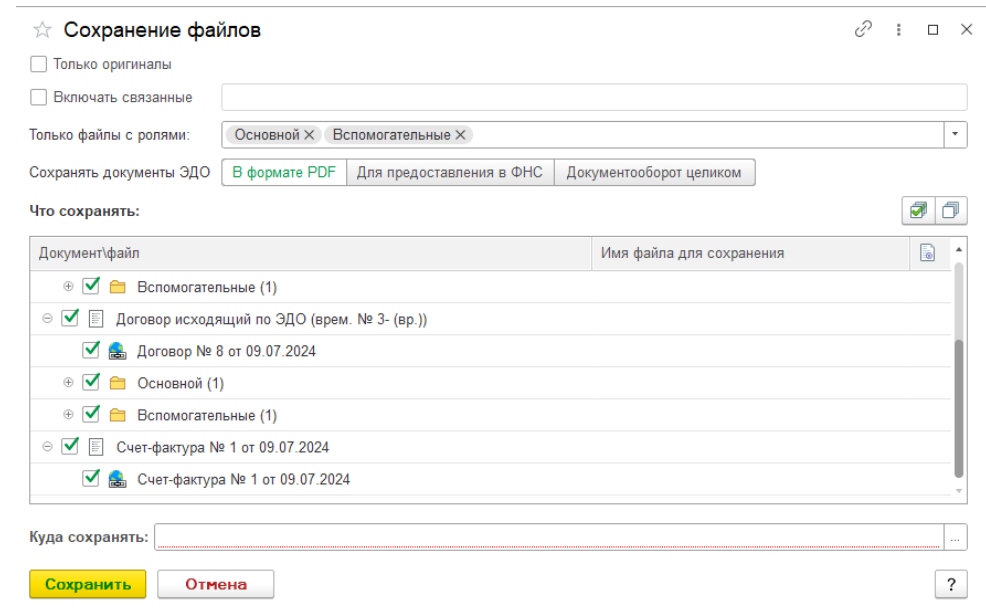 Сохранение файлов
Только оригиналы
Включать связанные
Только файлы с ролями: Основной × Вспомогательные ×
Сохранять документы ЭДО В формате PDF Для предоставления в ФНС Документооборот целиком
Что сохранять:
Документ\файл Имя файла для сохранения
Вспомогательные (1)
Договор исходящий по ЭДО (врем. № 3- (вр.))
Договор № 8 от 09.07.2024
Основной (1)
Вспомогательные (1)
Счет-фактура № 1 от 09.07.2024
Счет-фактура № 1 от 09.07.2024
Куда сохранять: ...
Сохранить Отмена ?